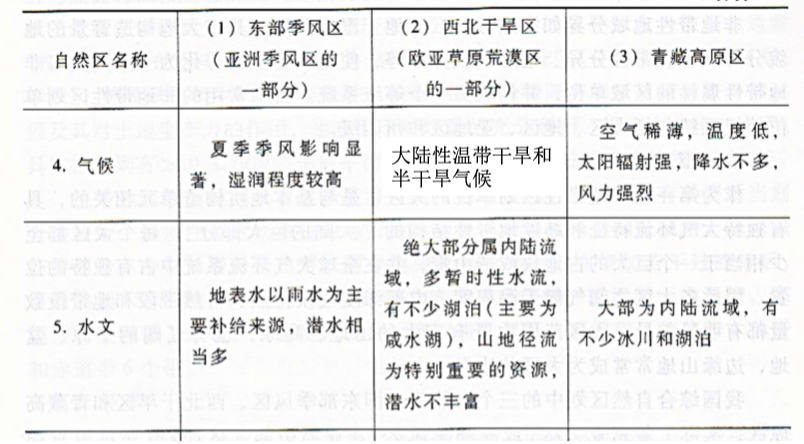 自然区名称
(1) 东部季风区
(亚洲季风区的
一部分)
(2) 西北干旱区
(欧亚草原荒漠区
的一部分)
(3) 青藏高原区
4. 气候
夏季季风影响显
著，湿润程度较高
大陆性温带干旱和
半干旱气候
空气稀薄，温度低，
太阳辐射强，降水不多，
风力强烈
5. 水文
地表水以雨水为主
要补给来源，潜水相
当多
绝大部分属内陆流
域，多暂时性水流，
有不少湖泊(主要为
咸水湖)，山地径流
为特别重要的资源，
潜水不丰富
大部为内陆流域，有
不少冰川和湖泊